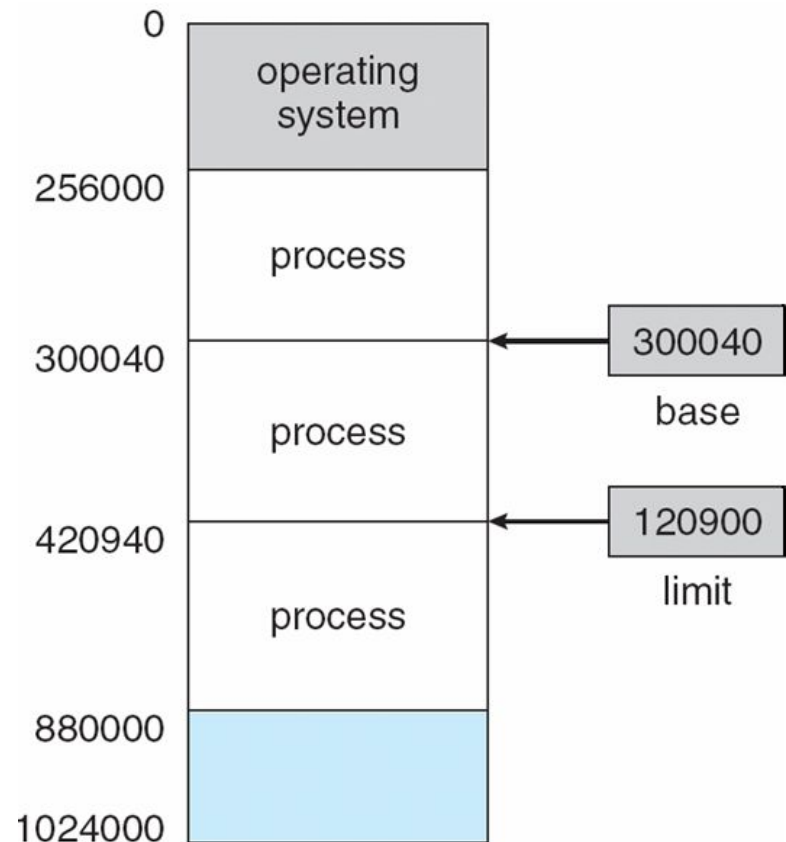 0
operating
system
256000
process
300040
300040
base
process
420940
120900
limit
process
880000
1024000